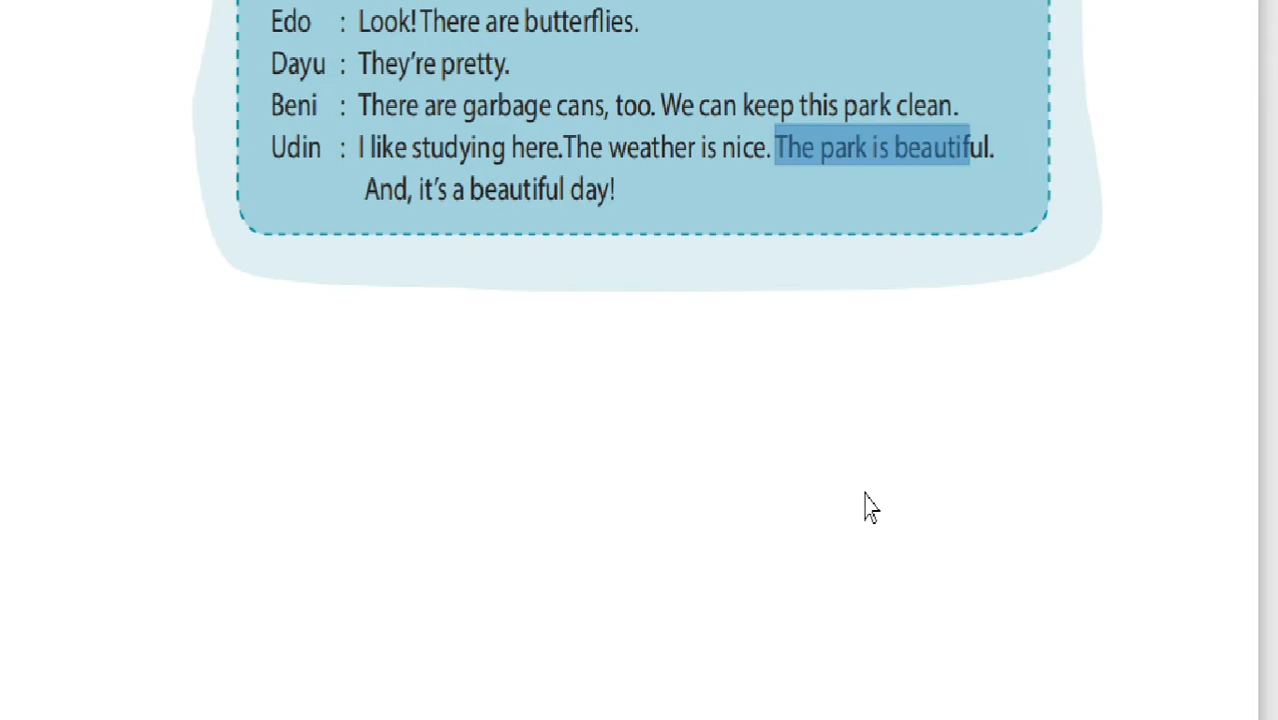 Edo : Look! There are butterflies.
Dayu : They're pretty.
Beni : There are garbage cans, too. We can keep this park clean.
Udin : I like studying here.The weather is nice. The park is beautiful.
And, it's a beautiful day!